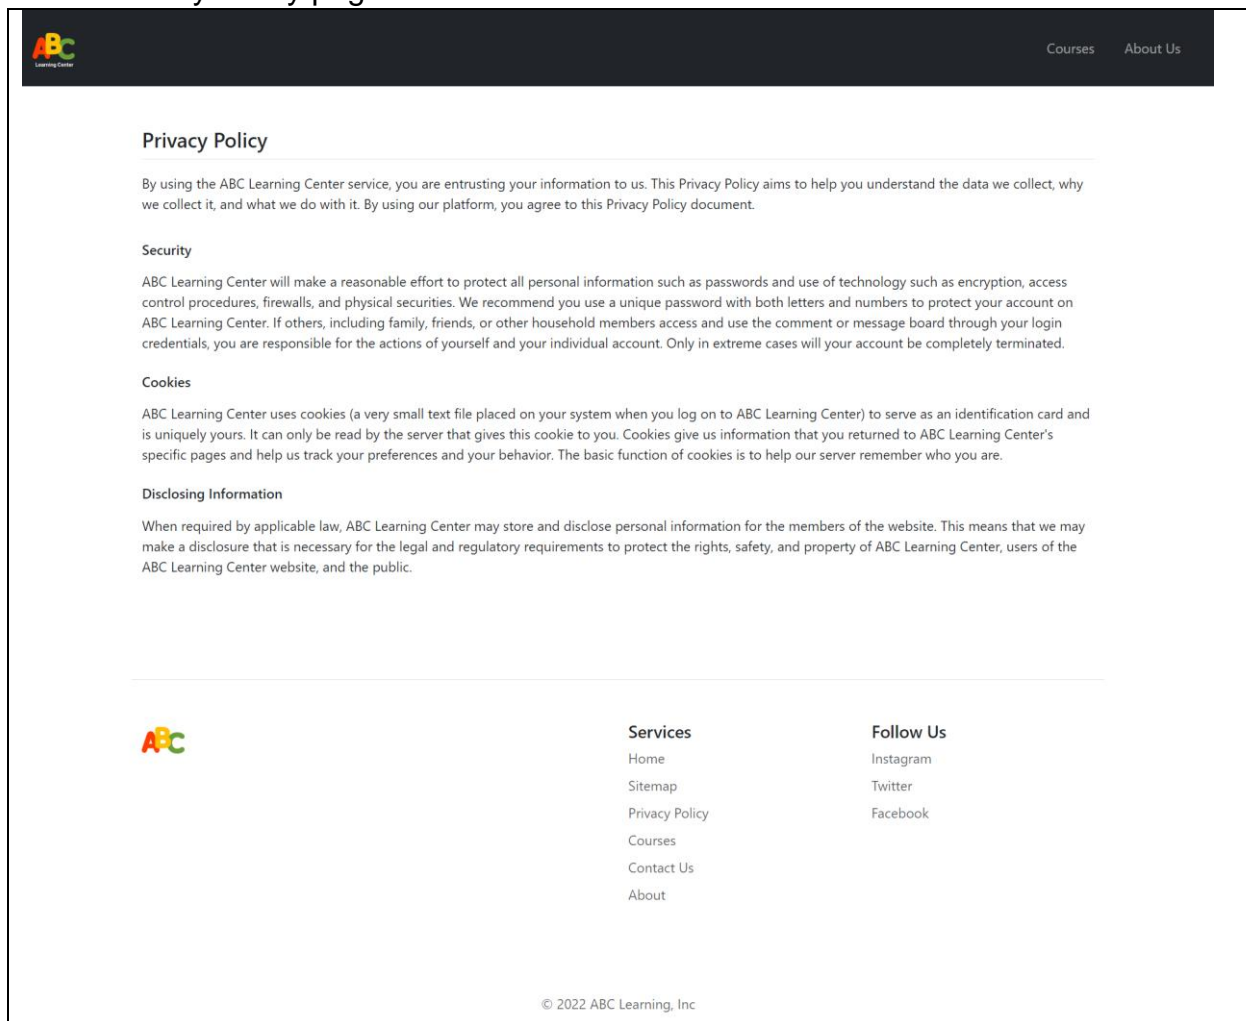 ABC
Learning Center
Courses About Us
Privacy Policy
By using the ABC Learning Center service, you are entrusting your information to us. This Privacy Policy aims to help you understand the data we collect, why
we collect it, and what we do with it. By using our platform, you agree to this Privacy Policy document.
Security
ABC Learning Center will make a reasonable effort to protect all personal information such as passwords and use of technology such as encryption, access
control procedures, firewalls, and physical securities. We recommend you use a unique password with both letters and numbers to protect your account on
ABC Learning Center. If others, including family, friends, or other household members access and use the comment or message board through your login
credentials, you are responsible for the actions of yourself and your individual account. Only in extreme cases will your account be completely terminated.
Cookies
ABC Learning Center uses cookies (a very small text file placed on your system when you log on to ABC Learning Center) to serve as an identification card and
is uniquely yours. It can only be read by the server that gives this cookie to you. Cookies give us information that you returned to ABC Learning Center's
specific pages and help us track your preferences and your behavior. The basic function of cookies is to help our server remember who you are.
Disclosing Information
When required by applicable law, ABC Learning Center may store and disclose personal information for the members of the website. This means that we may
make a disclosure that is necessary for the legal and regulatory requirements to protect the rights, safety, and property of ABC Learning Center, users of the
ABC Learning Center website, and the public.
ABC
Services
Home
Sitemap
Privacy Policy
Courses
Contact Us
About
Follow Us
Instagram
Twitter
Facebook
© 2022 ABC Learning, Inc